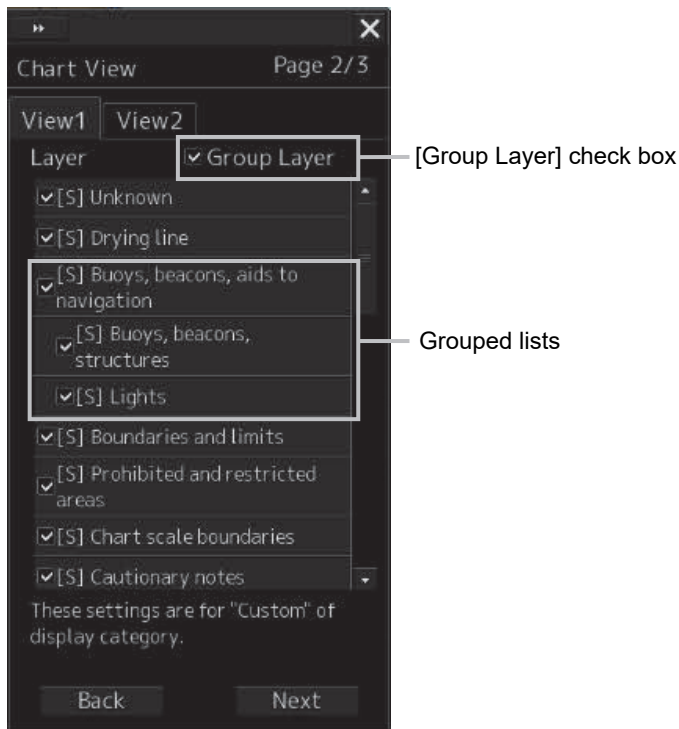 Chart View Page 2/3
View1 View2
Layer Group Layer
[Group Layer] check box
[S] Unknown
[S] Drying line
[S] Buoys, beacons, aids to
navigation
[S] Buoys, beacons,
structures
Grouped lists
[S] Lights
[S] Boundaries and limits
[S] Prohibited and restricted
areas
[S] Chart scale boundaries
[S] Cautionary notes
These settings are for "Custom" of
display category.
Back Next